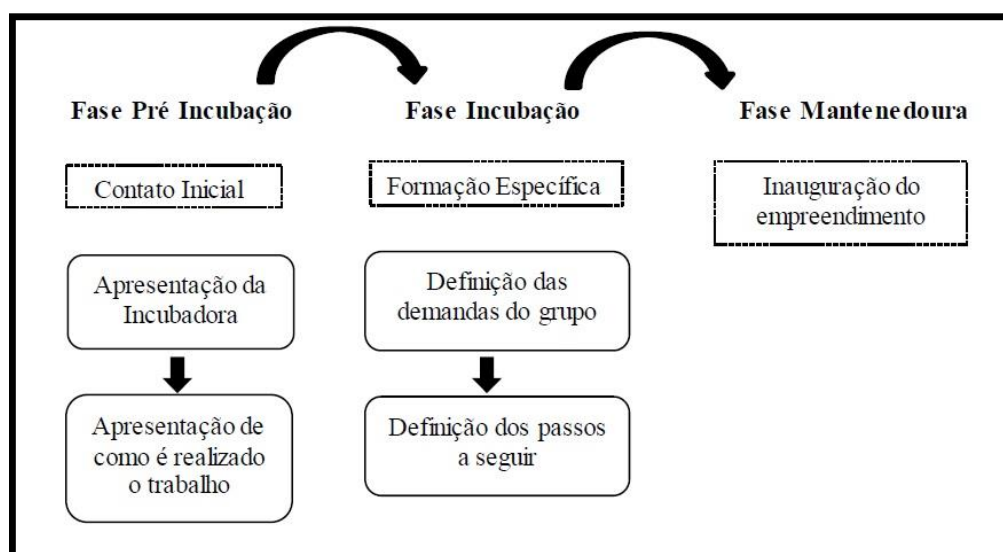 Fase Pré Incubação
Contato Inicial
Apresentação da
Incubadora
Apresentação de
como é realizado
o trabalho
Fase Incubação
Formação Específica
Definição das
demandas do grupo
Definição dos passos
a seguir
Fase Mantenedoura
Inauguração do
empreendimento